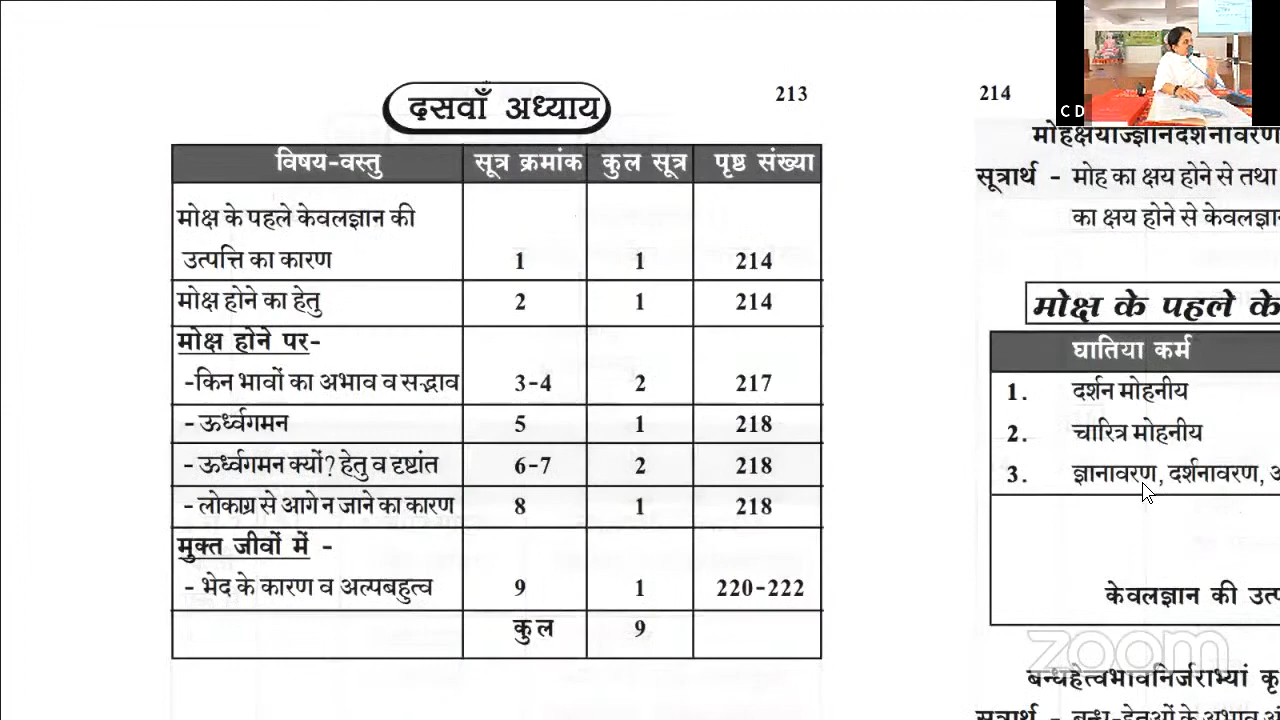 213
दसवाँ अध्याय
विषय-वस्तु सूत्र क्रमांक कुल सूत्र पृष्ठ संख्या
मोक्ष के पहले केवलज्ञान की
उत्पत्ति का कारण 1 1 214
मोक्ष होने का हेतु 2 1 214
मोक्ष होने पर-
-किन भावों का अभाव व सद्भाव 3-4 2 217
- ऊर्ध्वगमन 5 1 218
- ऊर्ध्वगमन क्यों? हेतु व दृष्टांत 6-7 2 218
- लोकाग्र से आगे न जाने का कारण 8 1 218
मुक्त जीवों में -
- भेद के कारण व अल्पबहुत्व 9 1 220-222
कुल 9
214
C D
मोहक्षयाज्ज्ञानदर्शनावरण
सूत्रार्थ - मोह का क्षय होने से तथा
का क्षय होने से केवलज्ञा
मोक्ष के पहले के
घातिया कर्म
1. दर्शन मोहनीय
2. चारित्र मोहनीय
3. ज्ञानावरण, दर्शनावरण, अ
केवलज्ञान की उत्प
zoom
बन्धहेत्वभावनिर्जराभ्यां कृ
सूत्रार्थ - बन्ध-हेतुओं के अभाव औ